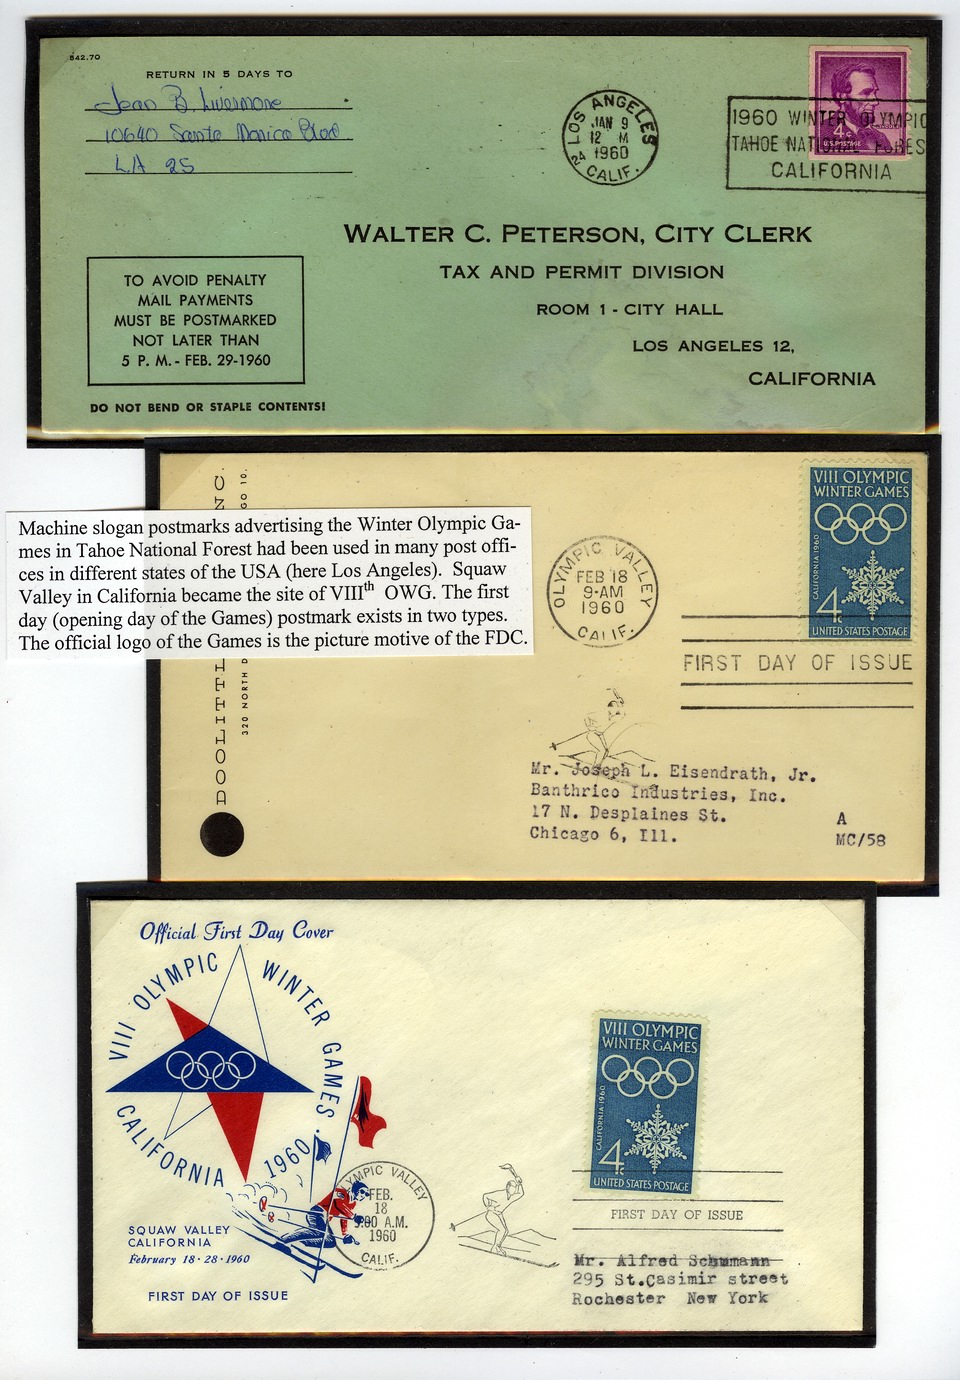 542.70
RETURN IN 5 DAYS TO
Jean B. Livermore
10640 Santa Monica Blvd
L.A 25
LOS ANGELES
JAN 9
12 M
1960
24 CALIF.
4¢
U.S. POSTAGE
1960 WINTER OLYMPIC
TAHOE NATIONAL FORES
CALIFORNIA
WALTER C. PETERSON, CITY CLERK
TAX AND PERMIT DIVISION
ROOM 1 - CITY HALL
LOS ANGELES 12,
CALIFORNIA
TO AVOID PENALTY
MAIL PAYMENTS
MUST BE POSTMARKED
NOT LATER THAN
5 P. M. - FEB. 29-1960
DO NOT BEND OR STAPLE CONTENTS!
Machine slogan postmarks advertising the Winter Olympic Ga-
mes in Tahoe National Forest had been used in many post offi-
ces in different states of the USA (here Los Angeles). Squaw
Valley in California became the site of VIIIth OWG. The first
day (opening day of the Games) postmark exists in two types.
The official logo of the Games is the picture motive of the FDC.
320 NORTH D
GO 10.
OLYMPIC VALLEY
FEB 18
9-AM
1960
CALIF.
VIII OLYMPIC
WINTER GAMES
CALIFORNIA 1960
4¢
UNITED STATES POSTAGE
FIRST DAY OF ISSUE
Mr. Joseph L. Eisendrath, Jr.
Banthrico Industries, Inc.
17 N. Desplaines St.
Chicago 6, Ill.
A
MC/58
Official First Day Cover
VIII OLYMPIC WINTER GAMES
CALIFORNIA 1960
SQUAW VALLEY
CALIFORNIA
February 18 - 28 - 1960
FIRST DAY OF ISSUE
OLYMPIC VALLEY
FEB.
18
9:00 A.M.
1960
CALIF.
VIII OLYMPIC
WINTER GAMES
CALIFORNIA 1960
4¢
UNITED STATES POSTAGE
FIRST DAY OF ISSUE
Mr. Alfred Schumann
295 St.Casimir street
Rochester New York